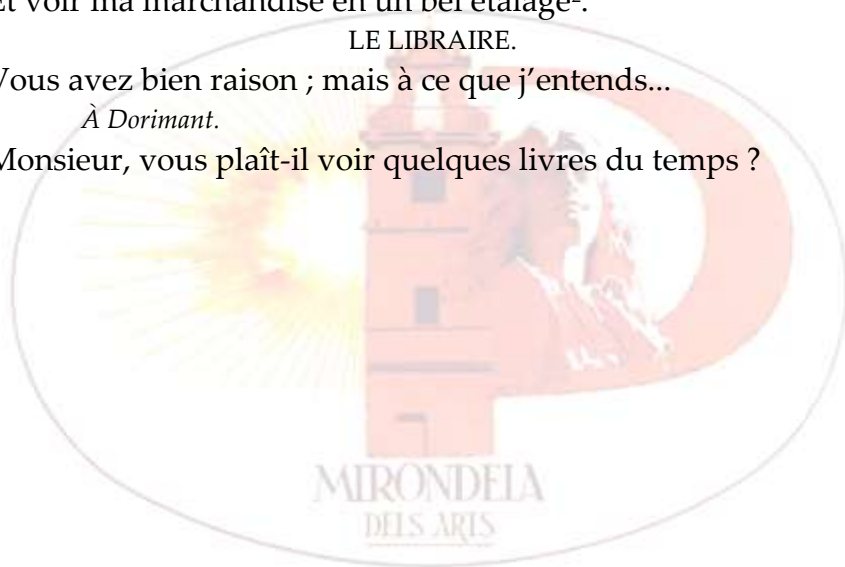 Et voir ma marchandise en un bel étalage².
LE LIBRAIRE.
Vous avez bien raison ; mais à ce que j’entends...
À Dorimant.
Monsieur, vous plaît-il voir quelques livres du temps ?
MIRONDELA
DELS ARTS